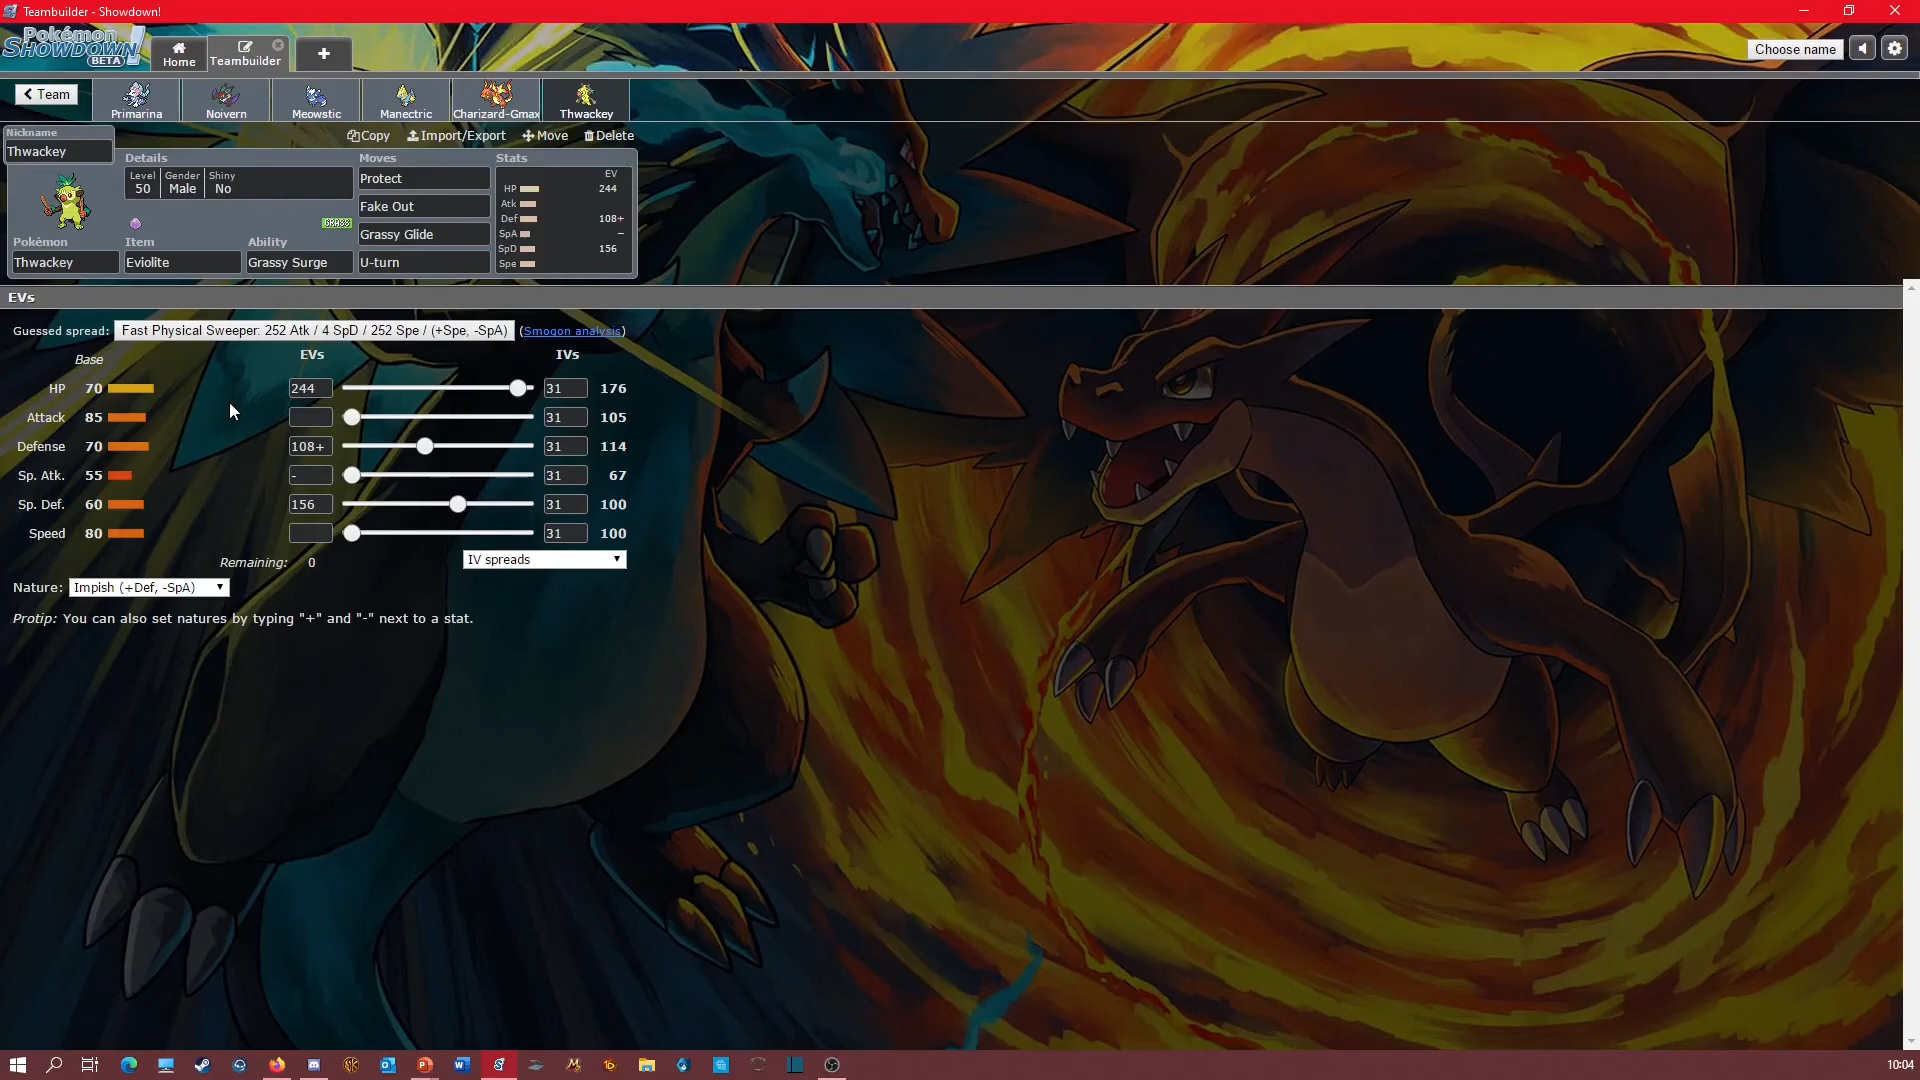 Teambuilder - Showdown!
Pokémon
SHOWDOWN!
BETA
Home
Teambuilder
+
Choose name
Team
Primarina
Noivern
Meowstic
Manectric
Charizard-Gmax
Thwackey
Copy
Import/Export
Move
Delete
Nickname
Thwackey
Details
Level
50
Gender
Male
Shiny
No
GRASS
Pokémon
Thwackey
Item
Eviolite
Ability
Grassy Surge
Moves
Protect
Fake Out
Grassy Glide
U-turn
Stats
EV
HP 244
Atk
Def 108+
SpA –
SpD 156
Spe
EVs
Guessed spread: Fast Physical Sweeper: 252 Atk / 4 SpD / 252 Spe / (+Spe, -SpA) (Smogon analysis)
Base EVs IVs
HP 70 244 31 176
Attack 85 31 105
Defense 70 108+ 31 114
Sp. Atk. 55 - 31 67
Sp. Def. 60 156 31 100
Speed 80 31 100
Remaining: 0 IV spreads
Nature: Impish (+Def, -SpA)
Protip: You can also set natures by typing "+" and "-" next to a stat.
10:04